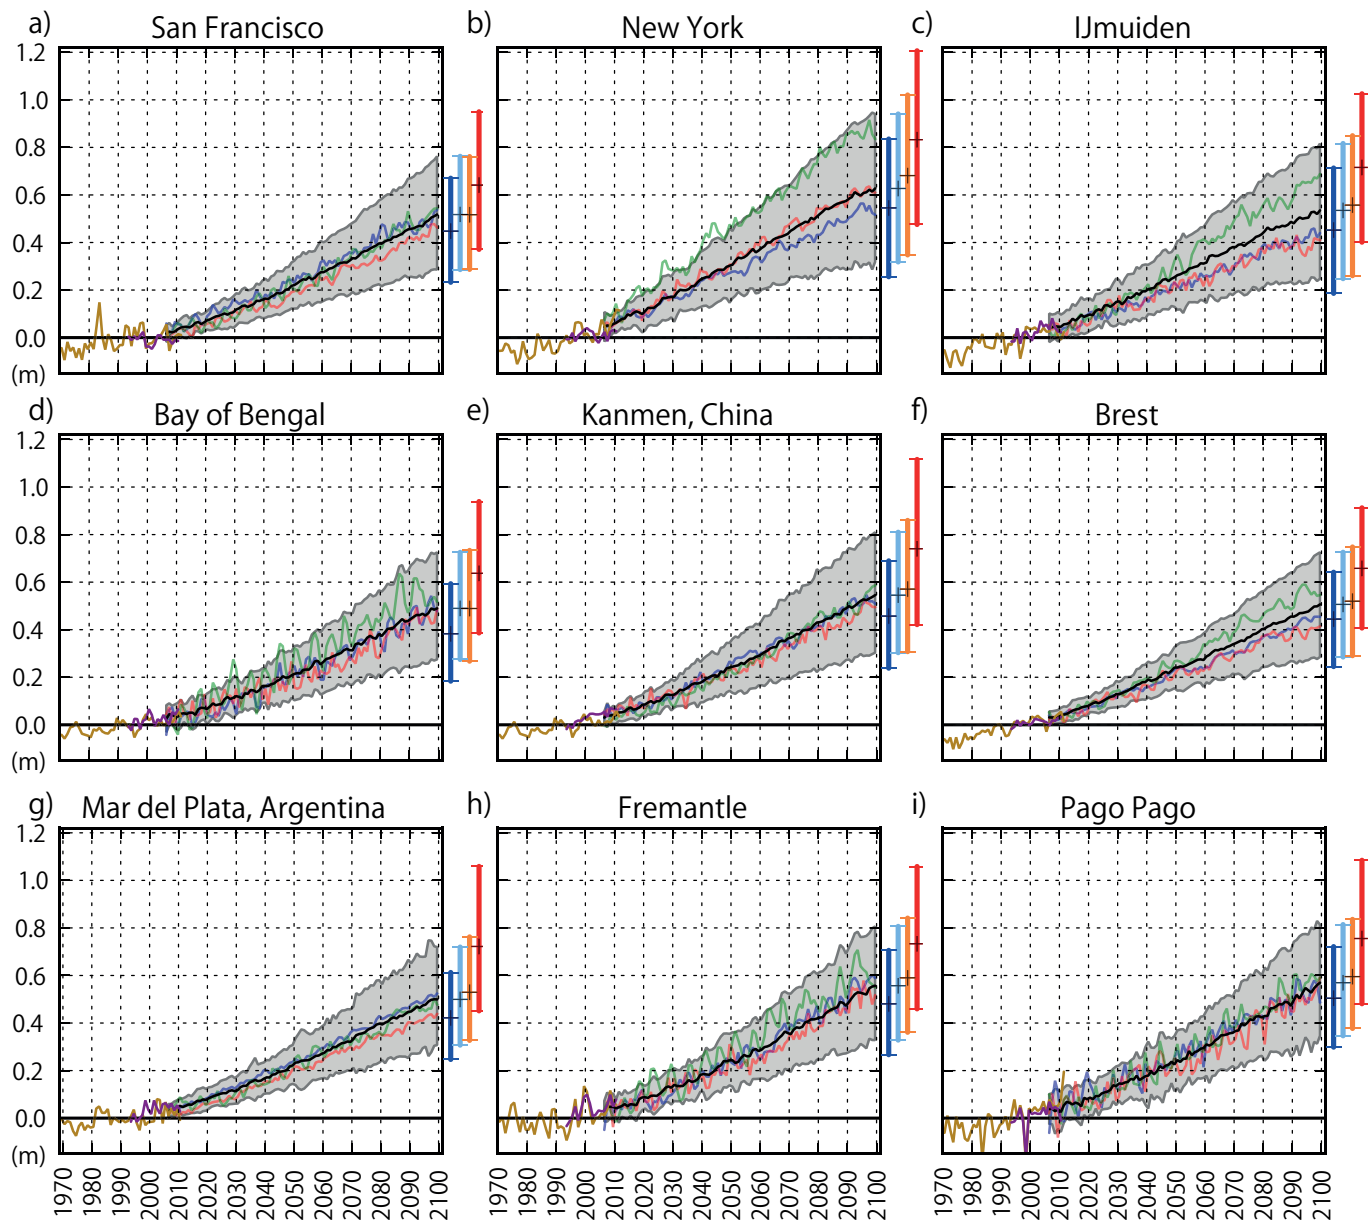 a) San Francisco
b) New York
c) IJmuiden
1.2
1.0
0.8
0.6
0.4
0.2
0.0
(m)
d) Bay of Bengal
e) Kanmen, China
f) Brest
1.2
1.0
0.8
0.6
0.4
0.2
0.0
(m)
g) Mar del Plata, Argentina
h) Fremantle
i) Pago Pago
1.2
1.0
0.8
0.6
0.4
0.2
0.0
(m)
1970 1980 1990 2000 2010 2020 2030 2040 2050 2060 2070 2080 2090 2100
1970 1980 1990 2000 2010 2020 2030 2040 2050 2060 2070 2080 2090 2100
1970 1980 1990 2000 2010 2020 2030 2040 2050 2060 2070 2080 2090 2100